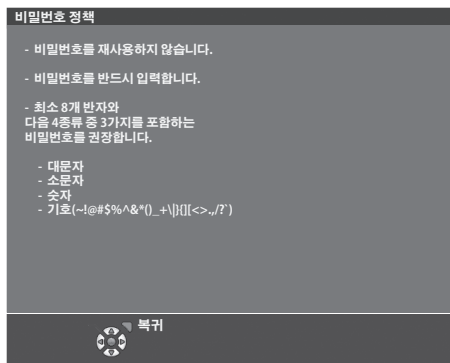 비밀번호 정책
- 비밀번호를 재사용하지 않습니다.
- 비밀번호를 반드시 입력합니다.
- 최소 8개 반자와
다음 4종류 중 3가지를 포함하는
비밀번호를 권장합니다.
- 대문자
- 소문자
- 숫자
- 기호(~!@#$%^&*()_+\|}{][<>.,/?`)
복귀